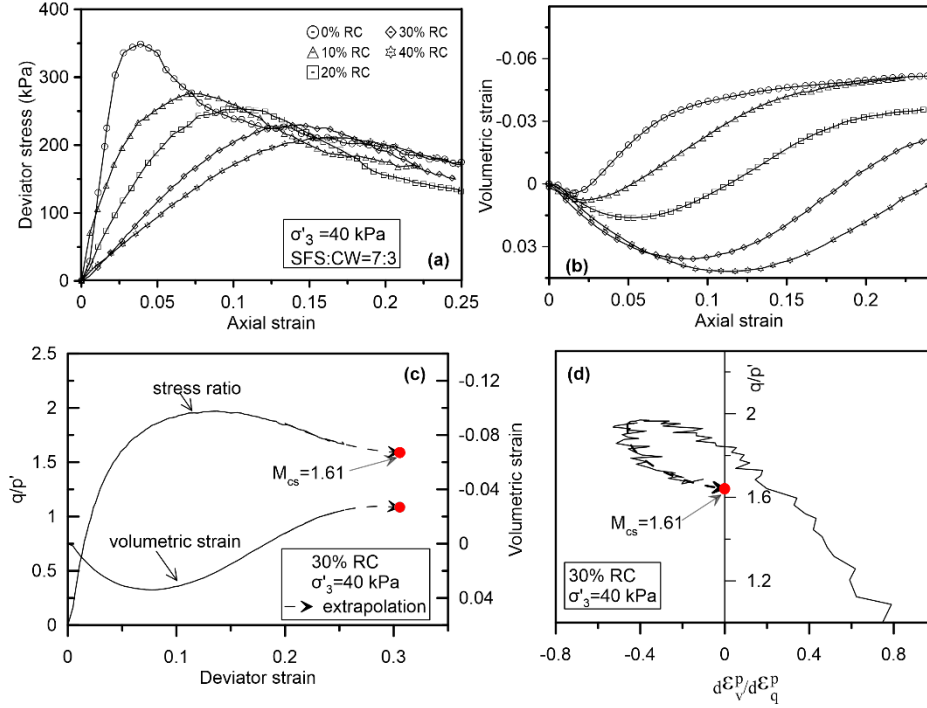 400
300
200
100
0
Deviator stress (kPa)
0% RC
30% RC
10% RC
40% RC
20% RC
σ'3 =40 kPa
SFS:CW=7:3
(a)
0 0.05 0.1 0.15 0.2 0.25
Axial strain
-0.06
-0.03
0
0.03
Volumetric strain
(b)
0 0.05 0.1 0.15 0.2
Axial strain
2.5
2
1.5
1
0.5
0
q/p'
(c)
stress ratio
Mcs=1.61
volumetric strain
30% RC
σ'3=40 kPa
extrapolation
-0.12
-0.08
-0.04
0
0.04
Volumetric strain
0 0.1 0.2 0.3
Deviator strain
(d)
q/p'
2
1.6
1.2
Mcs=1.61
30% RC
σ'3=40 kPa
-0.8 -0.4 0 0.4 0.8
dεpv/dεpq